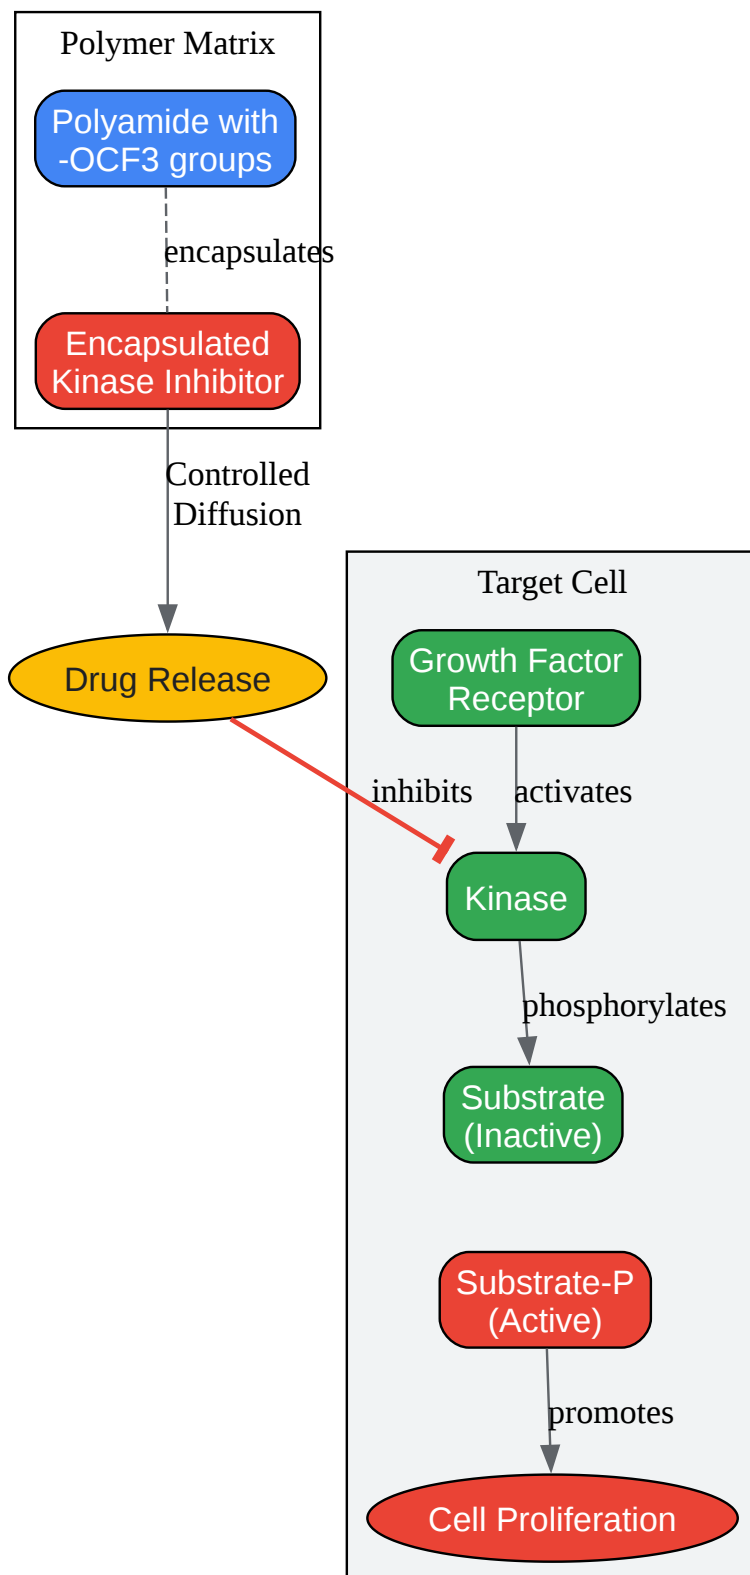 Polymer Matrix
Polyamide with
-OCF3 groups
encapsulates
Encapsulated
Kinase Inhibitor
Controlled
Diffusion
Drug Release
Target Cell
Growth Factor
Receptor
inhibits
activates
Kinase
phosphorylates
Substrate
(Inactive)
Substrate-P
(Active)
promotes
Cell Proliferation